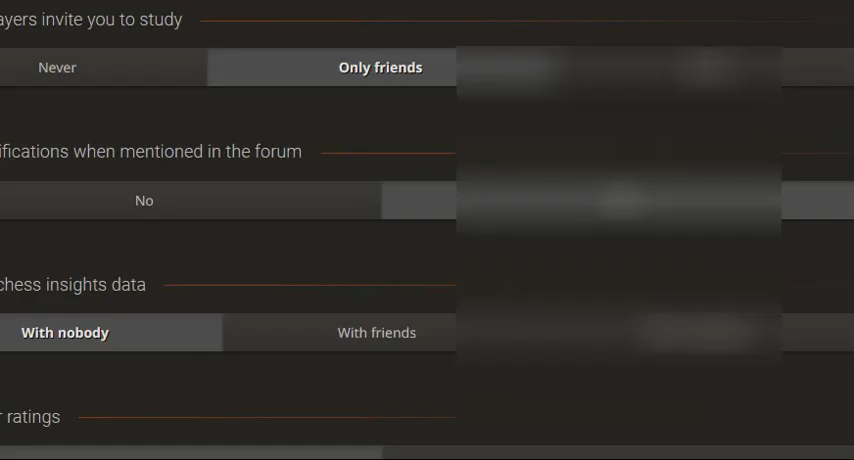 ayers invite you to study
Never Only friends
ifications when mentioned in the forum
No
chess insights data
With nobody With friends
r ratings